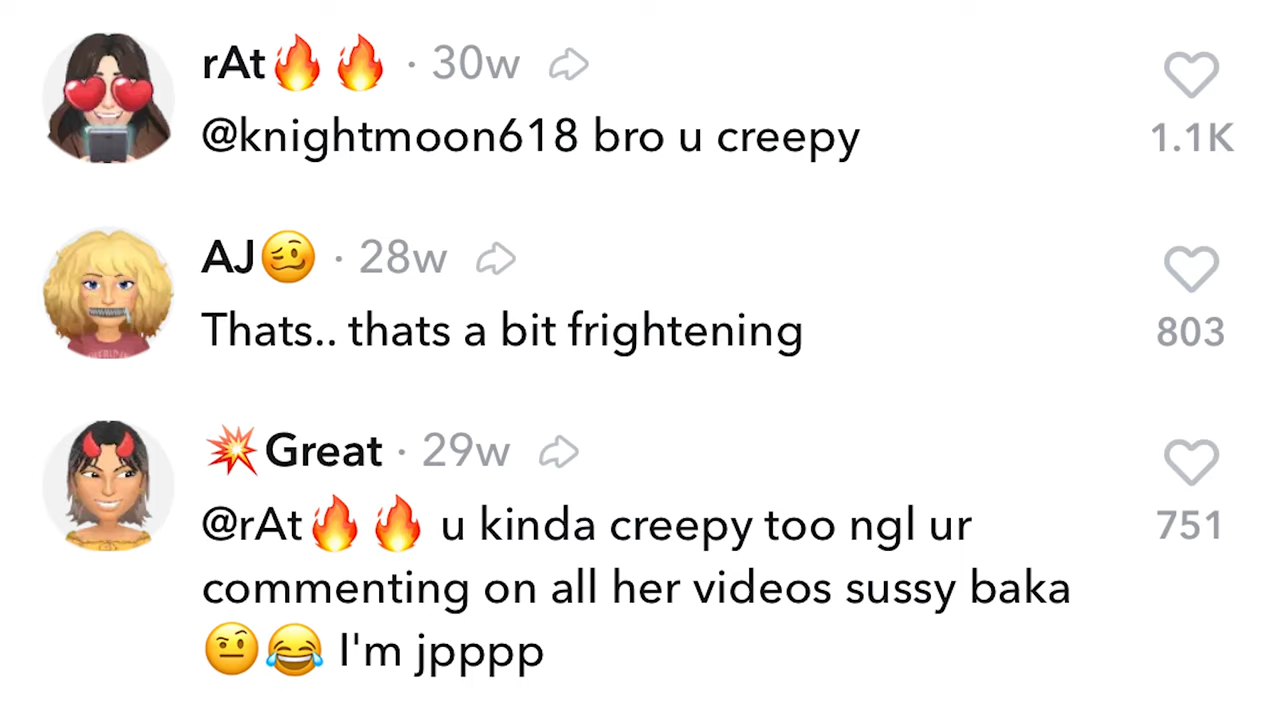 rAt🔥🔥 · 30w
@knightmoon618 bro u creepy
1.1K
AJ🥴 · 28w
Thats.. thats a bit frightening
803
💥Great · 29w
@rAt🔥🔥 u kinda creepy too ngl ur
commenting on all her videos sussy baka
🤨😂 I'm jpppp
751